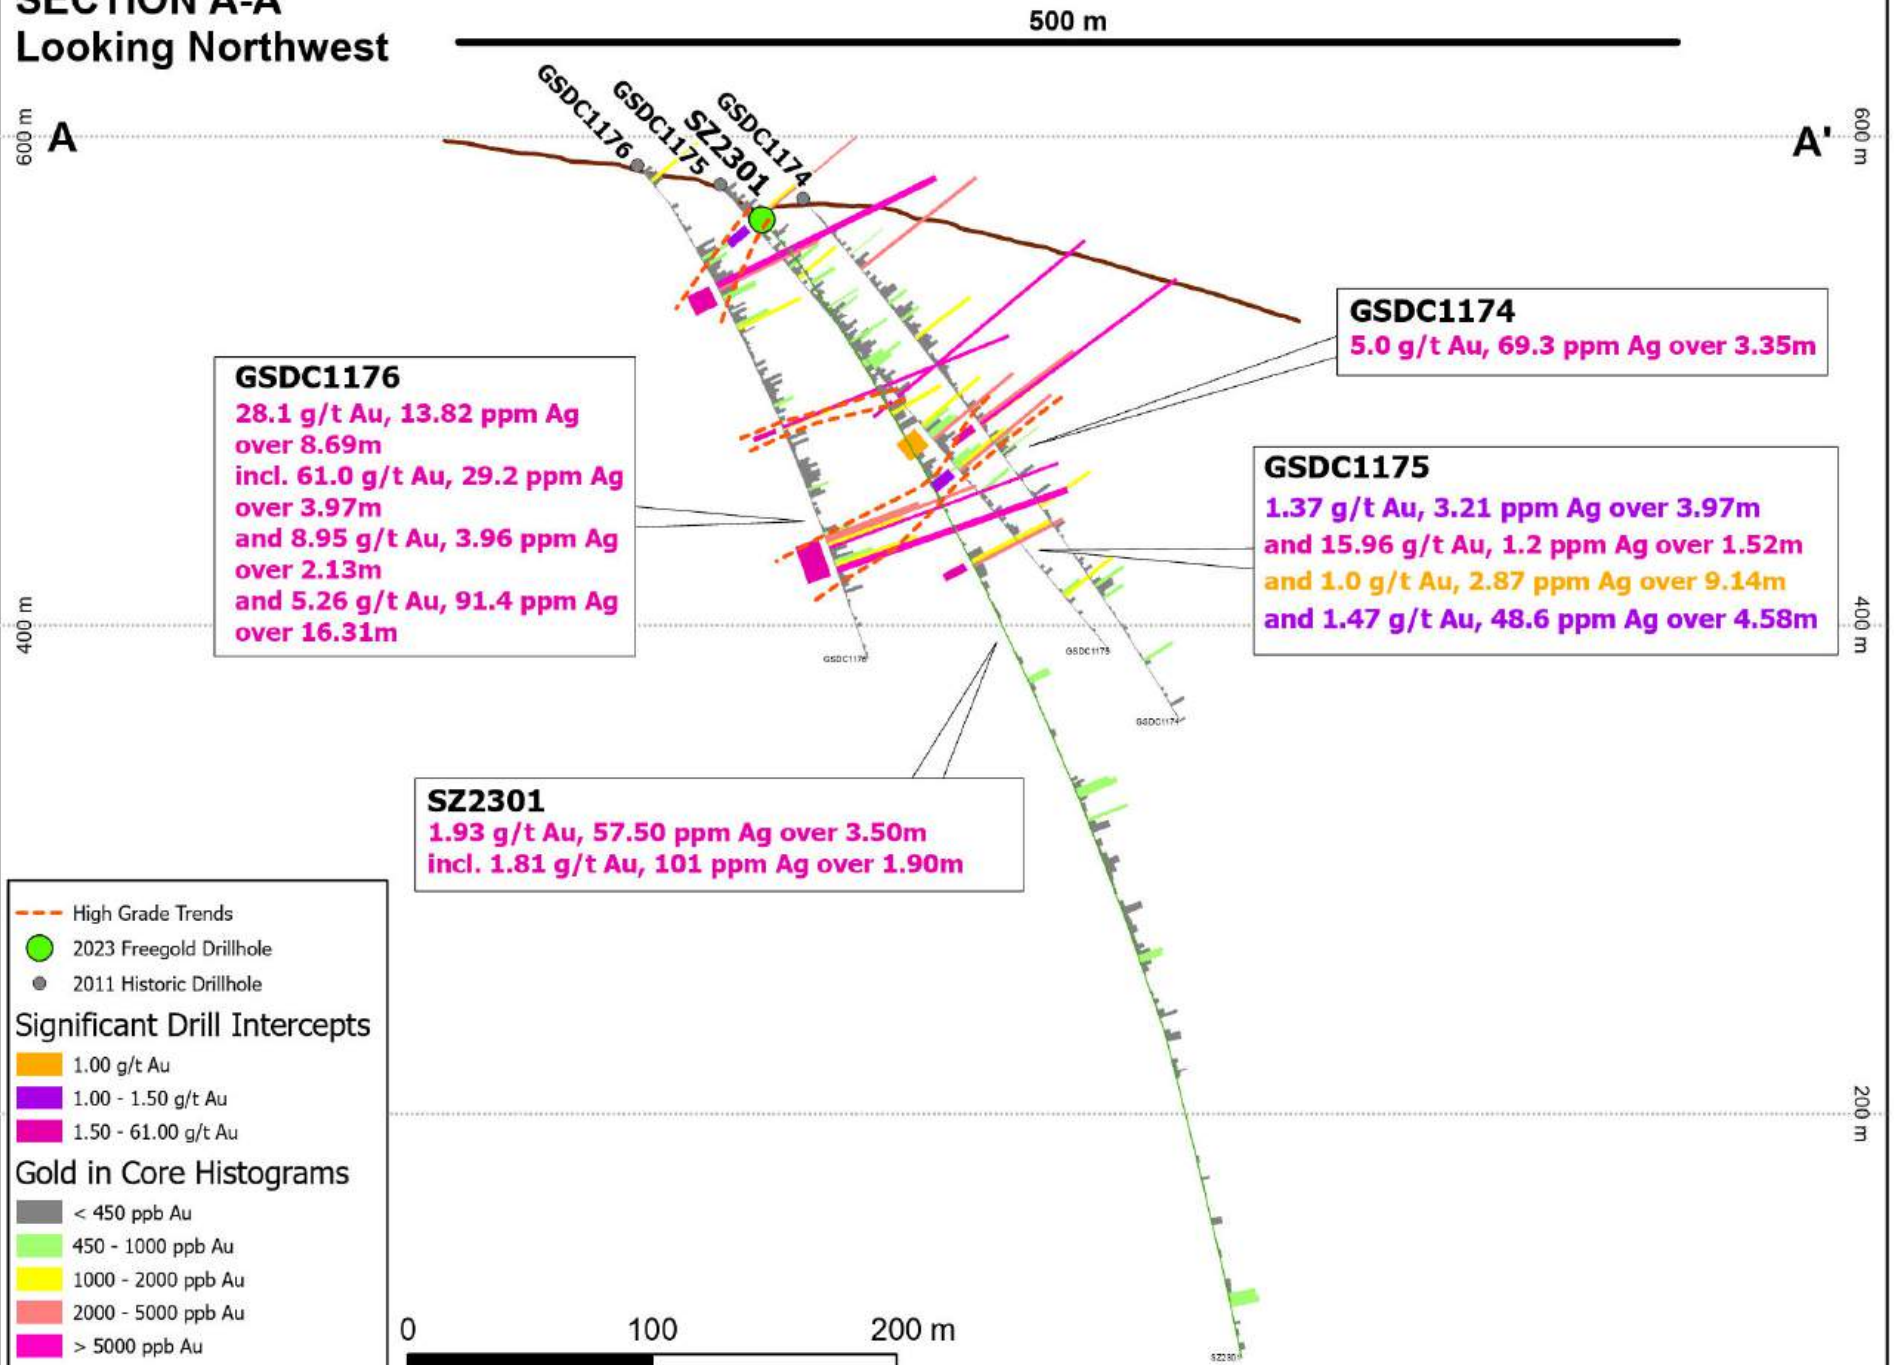 SECTION A-A'
Looking Northwest
500 m
600 m
A
GSDC1176
GSDC1175
SZ2301
GSDC1174
A'
600 m
GSDC1174
5.0 g/t Au, 69.3 ppm Ag over 3.35m
GSDC1176
28.1 g/t Au, 13.82 ppm Ag
over 8.69m
incl. 61.0 g/t Au, 29.2 ppm Ag
over 3.97m
and 8.95 g/t Au, 3.96 ppm Ag
over 2.13m
and 5.26 g/t Au, 91.4 ppm Ag
over 16.31m
GSDC1175
1.37 g/t Au, 3.21 ppm Ag over 3.97m
and 15.96 g/t Au, 1.2 ppm Ag over 1.52m
and 1.0 g/t Au, 2.87 ppm Ag over 9.14m
and 1.47 g/t Au, 48.6 ppm Ag over 4.58m
400 m
400 m
GSDC1176
GSDC1175
GSDC1174
SZ2301
1.93 g/t Au, 57.50 ppm Ag over 3.50m
incl. 1.81 g/t Au, 101 ppm Ag over 1.90m
High Grade Trends
2023 Freegold Drillhole
2011 Historic Drillhole
Significant Drill Intercepts
1.00 g/t Au
1.00 - 1.50 g/t Au
1.50 - 61.00 g/t Au
Gold in Core Histograms
< 450 ppb Au
450 - 1000 ppb Au
1000 - 2000 ppb Au
2000 - 5000 ppb Au
> 5000 ppb Au
200 m
0 100 200 m
SZ2301